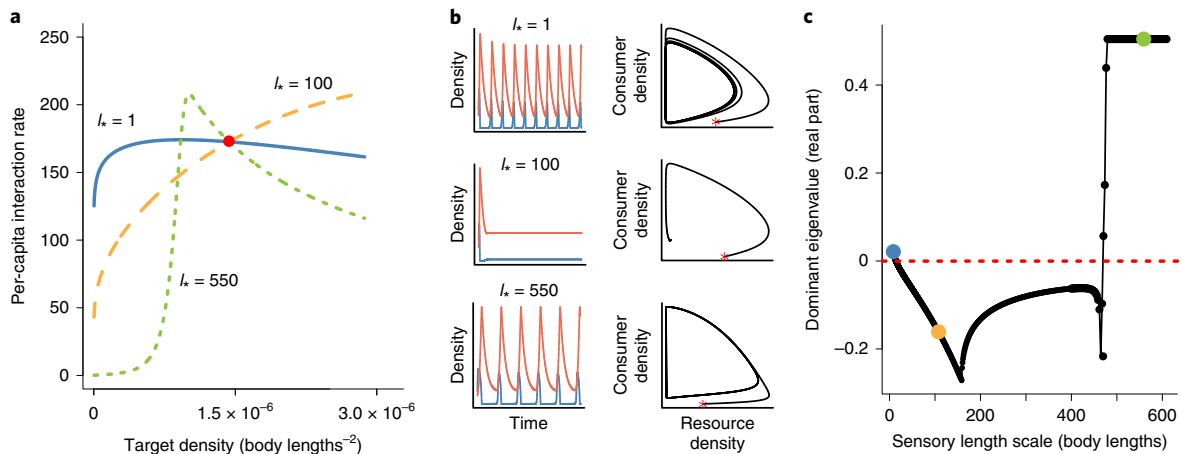 a
250
200
150
100
50
0
Per-capita interaction rate
l* = 1
l* = 100
l* = 550
0
1.5 × 10⁻⁶
3.0 × 10⁻⁶
Target density (body lengths⁻²)
b
l* = 1
Density
Consumer
density
l* = 100
Density
Consumer
density
l* = 550
Density
Consumer
density
Time
Resource
density
c
0.4
0.2
0
−0.2
Dominant eigenvalue (real part)
0
200
400
600
Sensory length scale (body lengths)